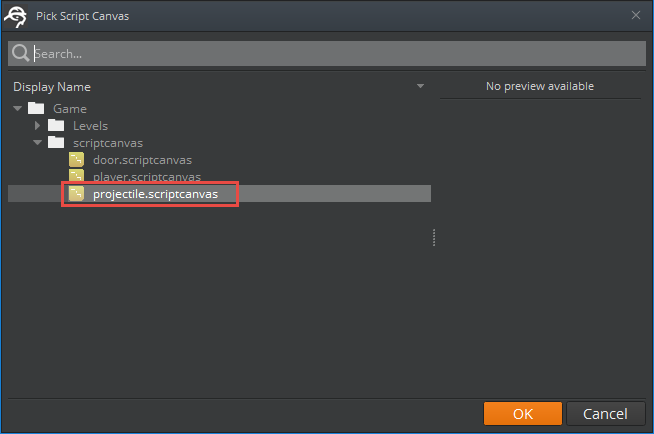 Pick Script Canvas
Search...
Display Name
No preview available
Game
Levels
scriptcanvas
door.scriptcanvas
player.scriptcanvas
projectile.scriptcanvas
OK
Cancel